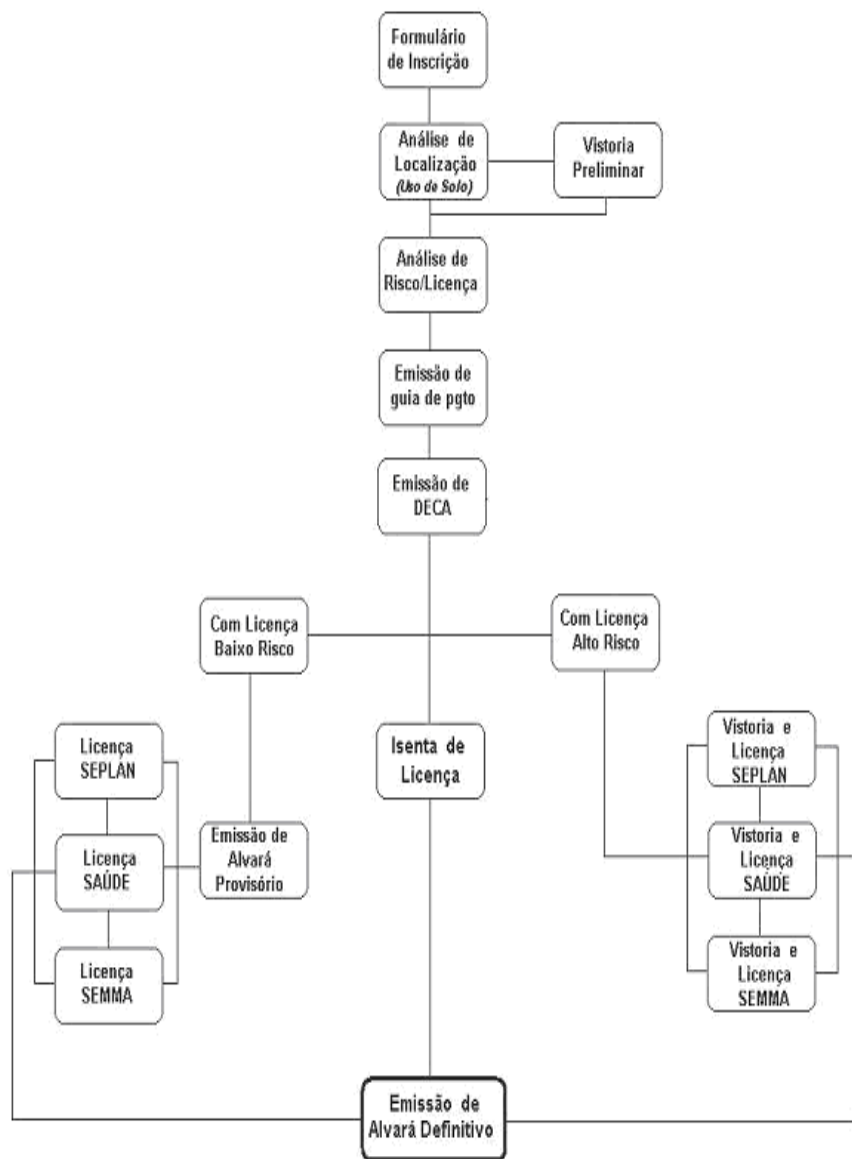 Formulário
de Inscrição
Análise de
Localização
(Uso de Solo)
Vistoria
Preliminar
Análise de
Risco/Licença
Emissão de
guia de pgto
Emissão de
DECA
Com Licença
Baixo Risco
Com Licença
Alto Risco
Isenta de
Licença
Licença
SEPLAN
Licença
SAÚDE
Licença
SEMMA
Emissão de
Alvará
Provisório
Vistoria e
Licença
SEPLAN
Vistoria e
Licença
SAÚDE
Vistoria e
Licença
SEMMA
Emissão de
Alvará Definitivo